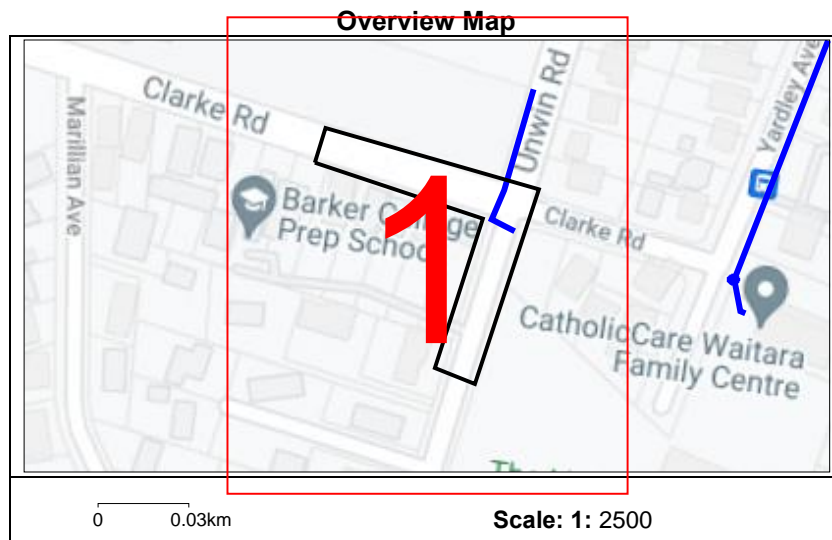 Overview Map
Clarke Rd
Unwin Rd
Yardley Ave
Marillian Ave
Barker College
Prep School
1
Clarke Rd
CatholicCare Waitara
Family Centre
0 0.03km
Scale: 1: 2500